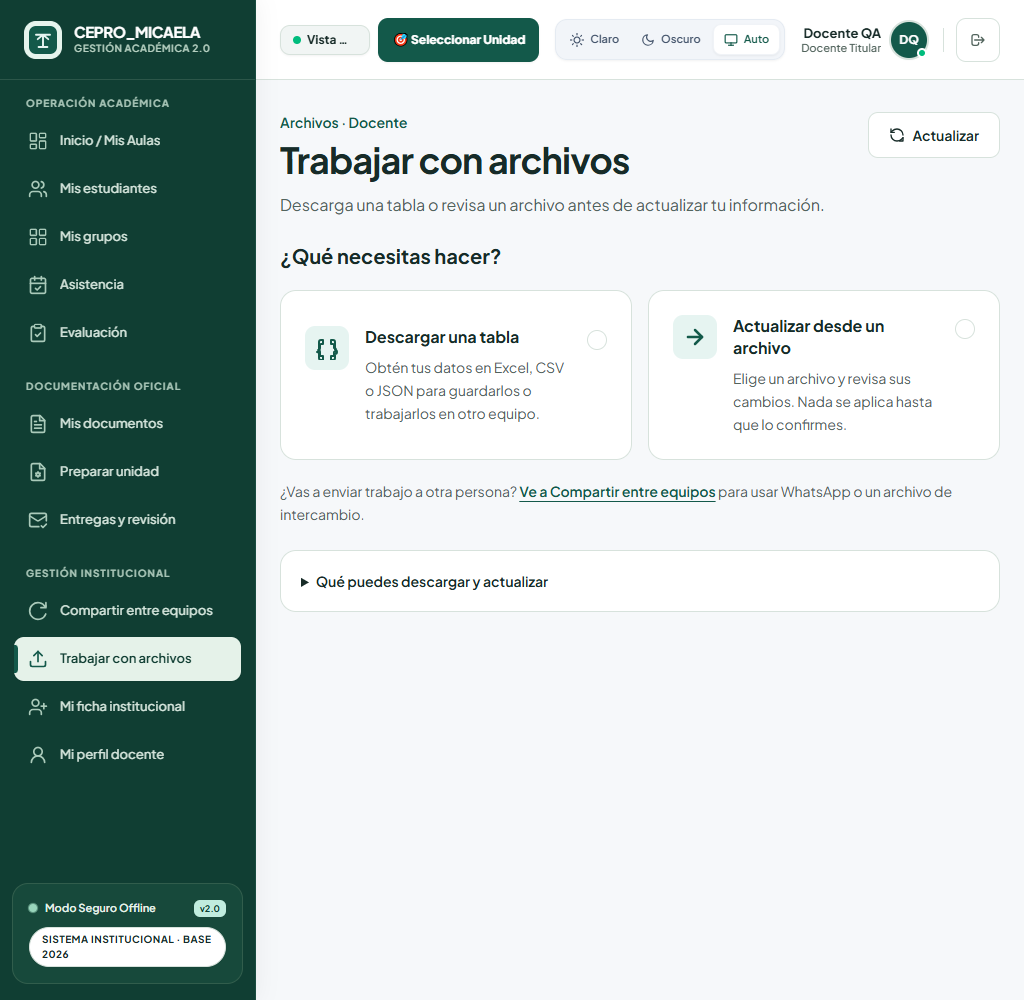 CEPRO_MICAELA
GESTIÓN ACADÉMICA 2.0
OPERACIÓN ACADÉMICA
Inicio / Mis Aulas
Mis estudiantes
Mis grupos
Asistencia
Evaluación
DOCUMENTACIÓN OFICIAL
Mis documentos
Preparar unidad
Entregas y revisión
GESTIÓN INSTITUCIONAL
Compartir entre equipos
Trabajar con archivos
Mi ficha institucional
Mi perfil docente
Modo Seguro Offline
v2.0
SISTEMA INSTITUCIONAL · BASE
2026
Vista ...
Seleccionar Unidad
Claro
Oscuro
Auto
Docente QA
Docente Titular
DQ
Archivos · Docente
Trabajar con archivos
Descarga una tabla o revisa un archivo antes de actualizar tu información.
Actualizar
¿Qué necesitas hacer?
Descargar una tabla
Obtén tus datos en Excel, CSV
o JSON para guardarlos o
trabajarlos en otro equipo.
Actualizar desde un
archivo
Elige un archivo y revisa sus
cambios. Nada se aplica hasta
que lo confirmes.
¿Vas a enviar trabajo a otra persona? Ve a Compartir entre equipos para usar WhatsApp o un archivo de
intercambio.
Qué puedes descargar y actualizar